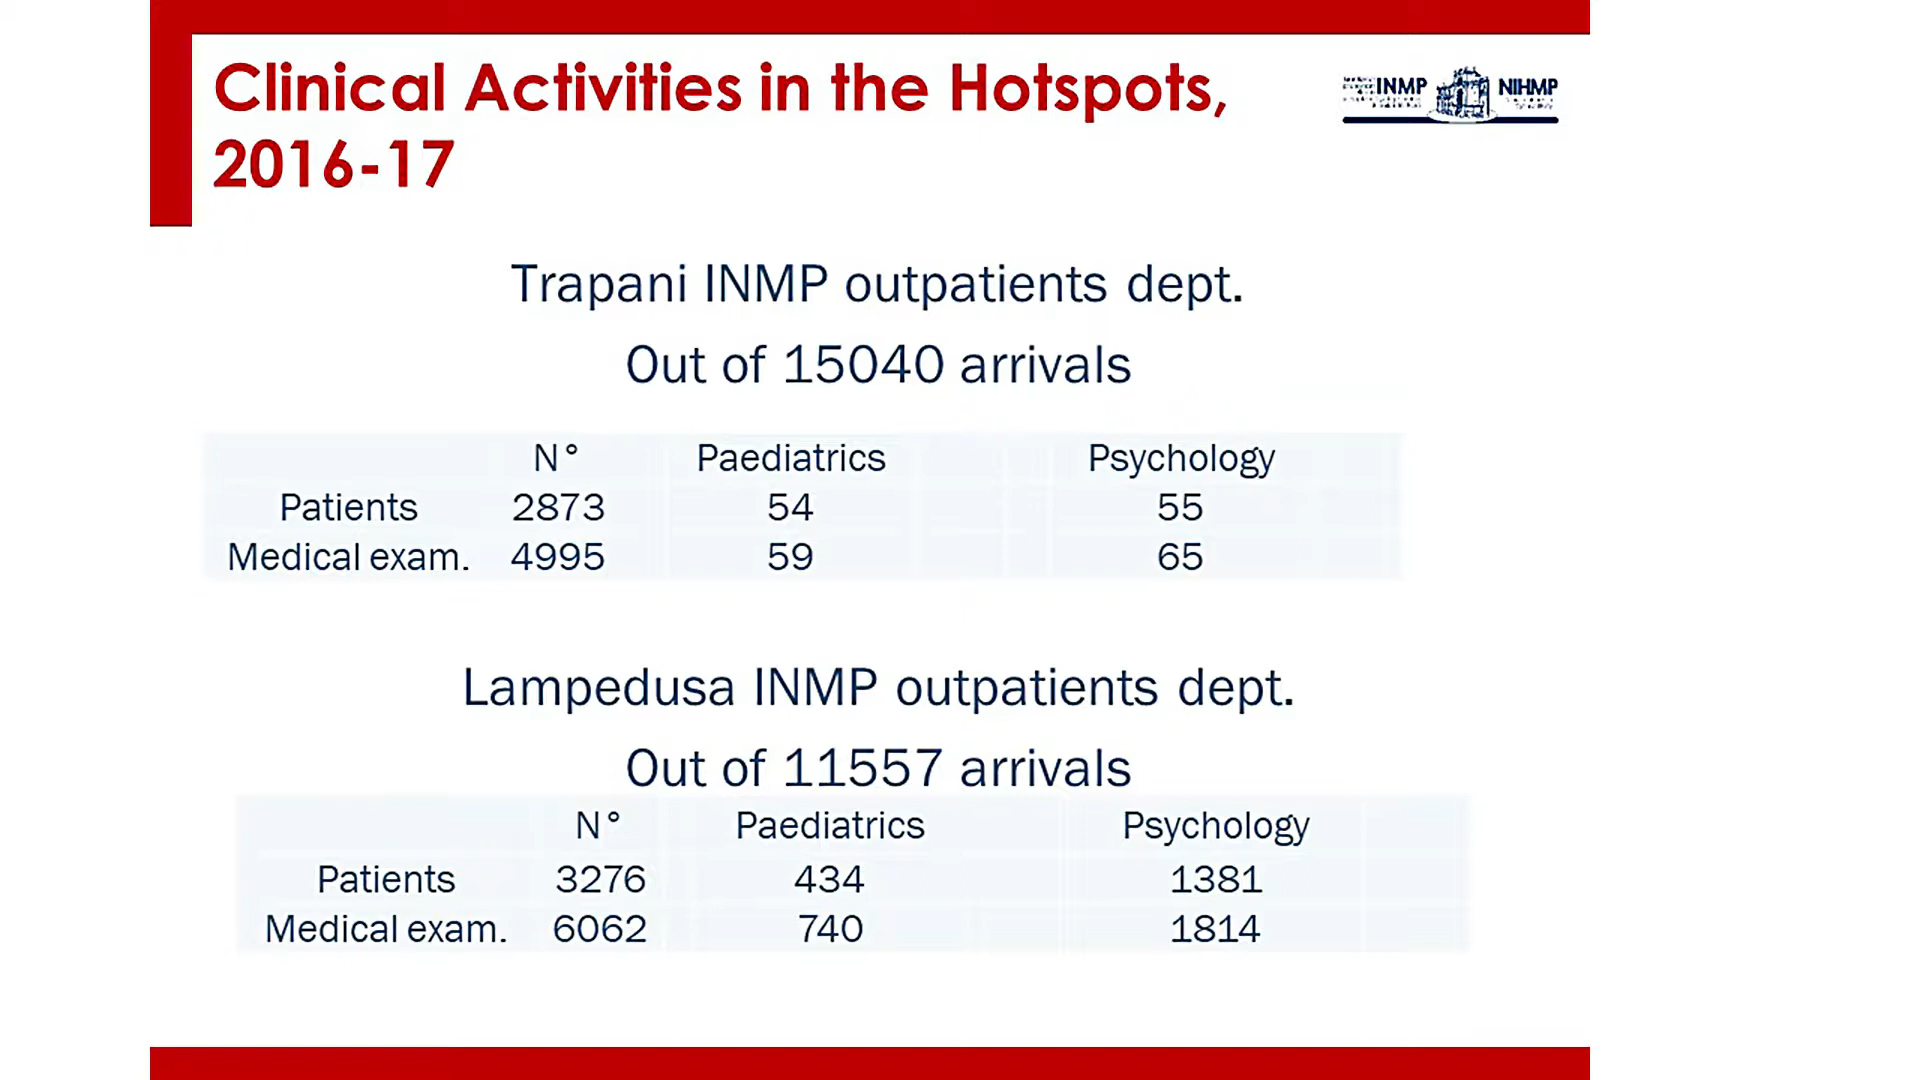 Clinical Activities in the Hotspots,
2016-17
INMP
NIHMP
Trapani INMP outpatients dept.
Out of 15040 arrivals
N° Paediatrics Psychology
Patients 2873 54 55
Medical exam. 4995 59 65
Lampedusa INMP outpatients dept.
Out of 11557 arrivals
N° Paediatrics Psychology
Patients 3276 434 1381
Medical exam. 6062 740 1814